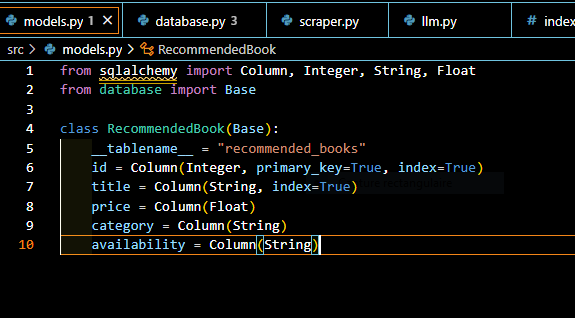 models.py 1 × database.py 3 scraper.py llm.py # index
src > models.py > RecommendedBook
1 from sqlalchemy import Column, Integer, String, Float
2 from database import Base
3
4 class RecommendedBook(Base):
5 __tablename__ = "recommended_books"
6 id = Column(Integer, primary_key=True, index=True)
7 title = Column(String, index=True)
8 price = Column(Float)
9 category = Column(String)
10 availability = Column(String)